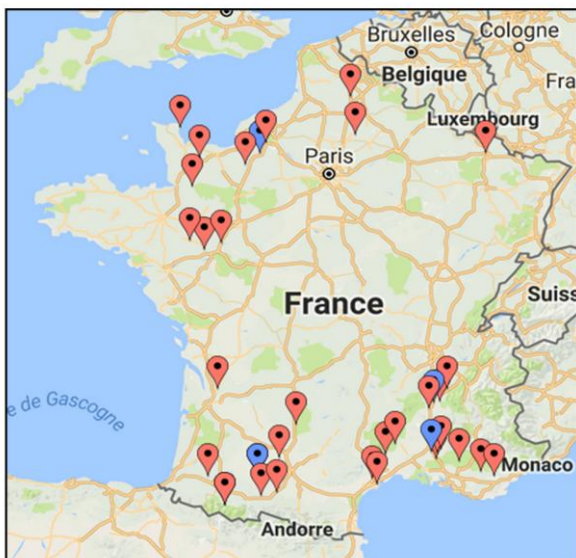 Bruxelles
Cologne
Belgique
Fra
Luxembourg
Paris
France
Suiss
e de Gascogne
Monaco
Andorre